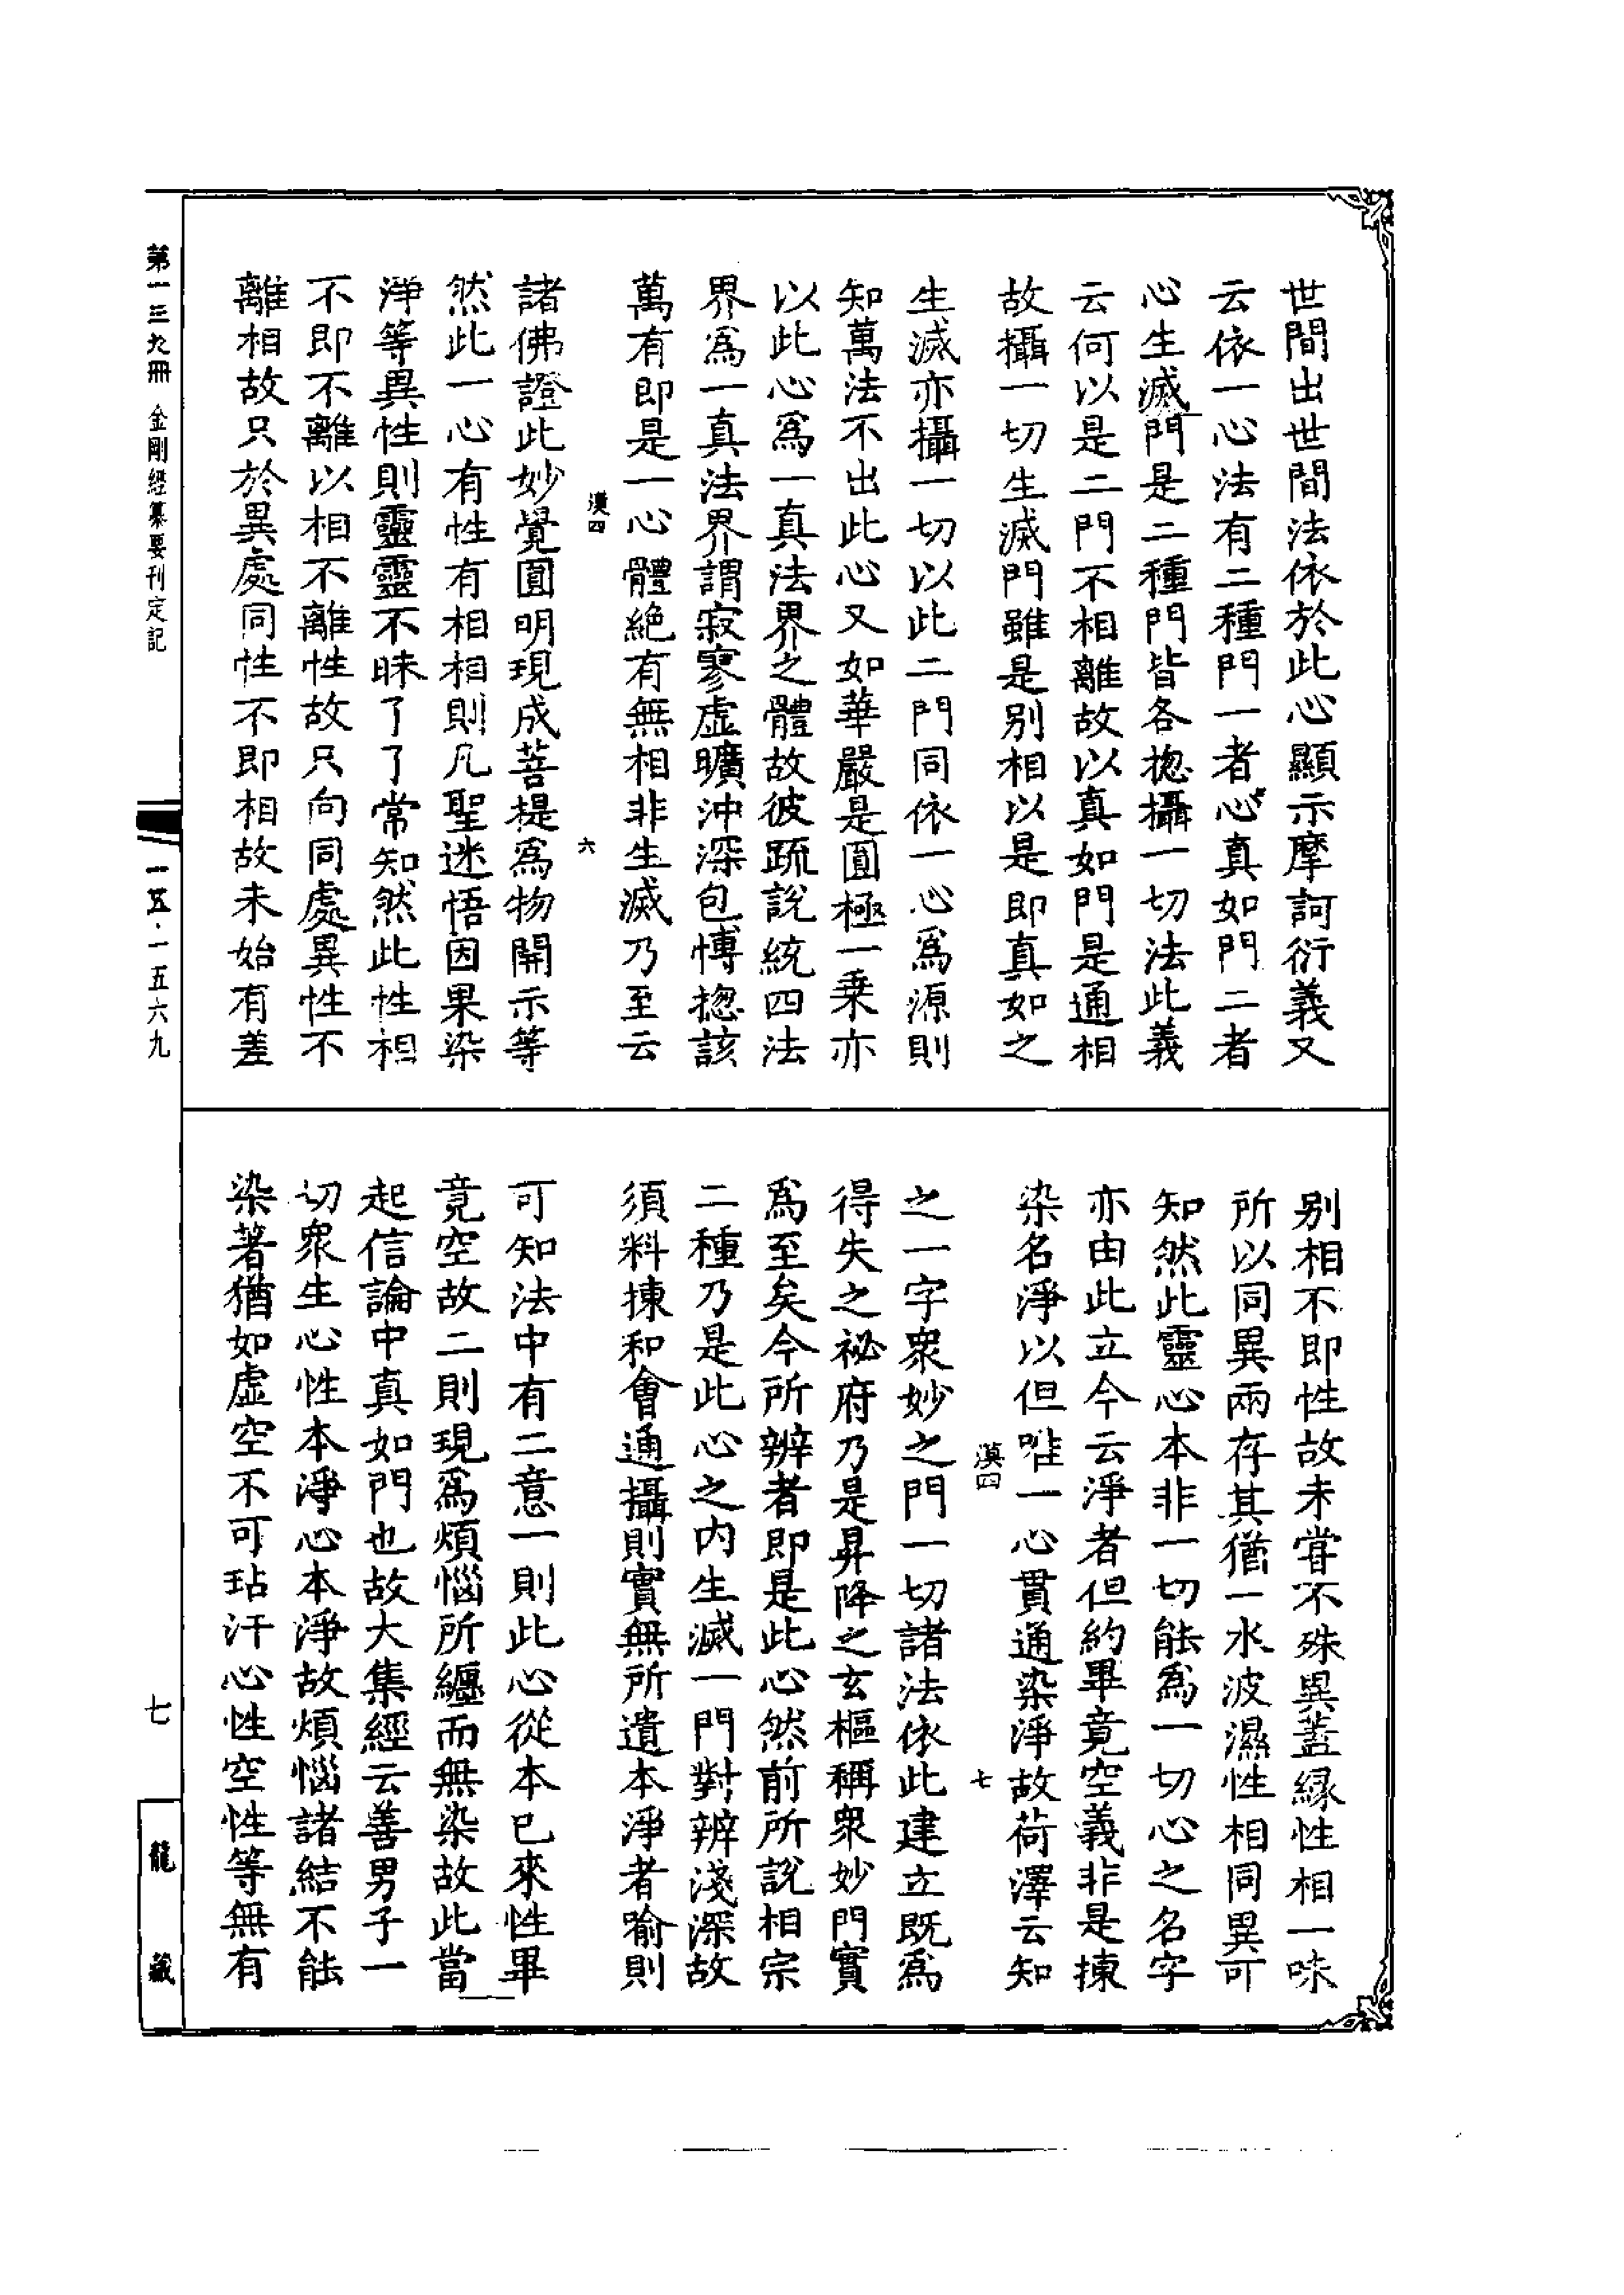 世間出世間法依於此心顯示摩訶衍義又
云依一心法有二種門一者心真如門二者
心生滅門是二種門皆各揔攝一切法此義
云何以是二門不相離故以真如門是通相
故攝一切生滅門雖是别相以是即真如之
生滅亦攝一切以此二門同依一心爲源則
知萬法不出此心又如華嚴是圓極一乗亦
以此心爲一真法界之體故彼疏説統四法
界爲一真法界謂寂寥虚曠沖深包愽揔該
萬有即是一心體絶有無相非生滅乃至云
漠四
六
諸佛證此妙覺圓明現成菩提爲物開示等
然此一心有性有相相則凡聖迷悟因果染
淨等異性則靈靈不昧了了常知然此性相
不即不離以相不離性故只向同處異性不
離相故只於異處同性不即相故未始有差
别相不即性故未甞不殊異蓋緣性相一味
所以同異兩存其猶一水波濕性相同異可
知然此靈心本非一切能爲一切心之名字
亦由此立今云淨者但約畢竟空義非是揀
染名淨以但唯一心貫通染淨故荷澤云知
漠四
七
之一字衆妙之門一切諸法依此建立既爲
得失之祕府乃是昇降之玄樞稱衆妙門實
爲至矣今所辨者即是此心然前所説相宗
二種乃是此心之内生滅一門對辨淺深故
須料揀和會通攝則實無所遺本淨者喻則
可知法中有二意一則此心從本已來性畢
竟空故二則現爲煩惱所纏而無染故此當
起信論中真如門也故大集經云善男子一
切衆生心性本淨心本淨故煩惱諸結不能
染著猶如虚空不可玷汙心性空性等無有
第一三九冊 金剛經纂要刊定記
一五·一五六九
七
龍藏